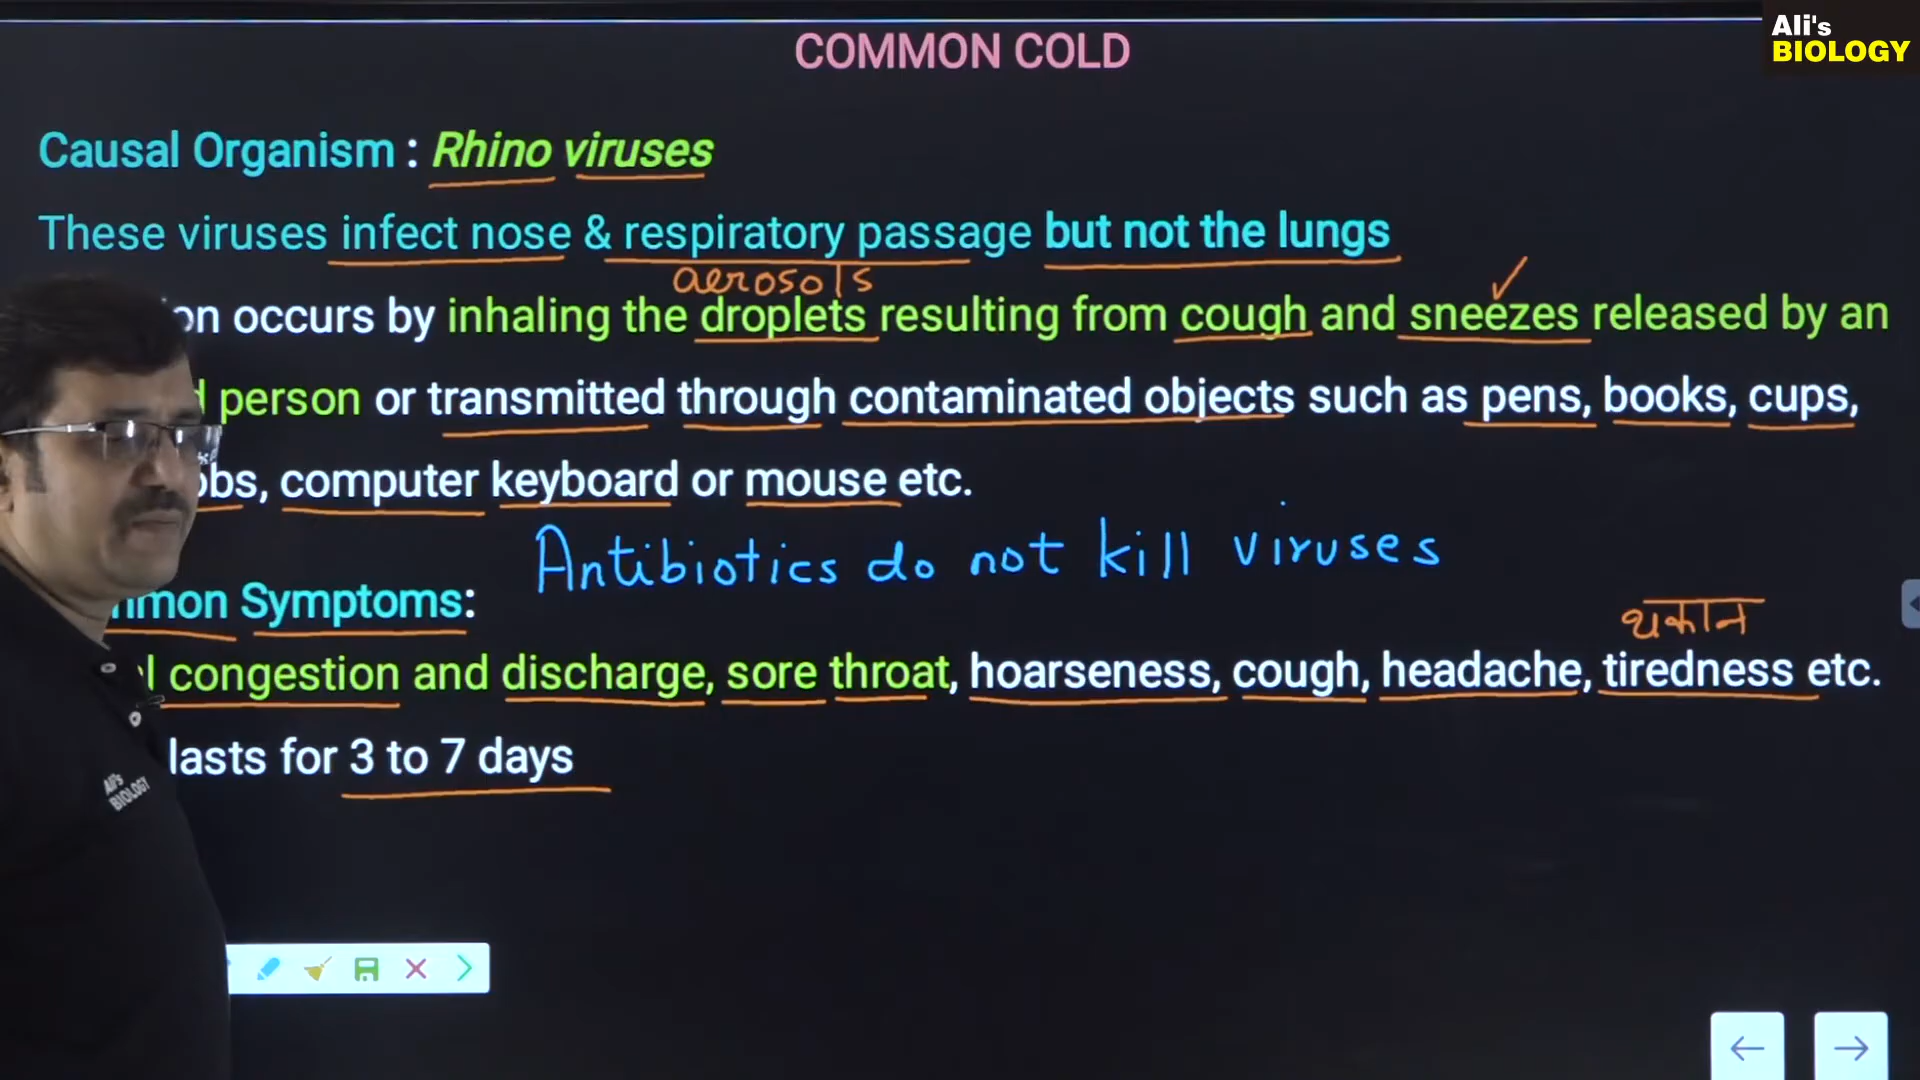 Ali's
BIOLOGY
COMMON COLD
Causal Organism : Rhino viruses
These viruses infect nose & respiratory passage but not the lungs
aerosols
occurs by inhaling the droplets resulting from cough and sneezes released by an
person or transmitted through contaminated objects such as pens, books, cups,
computer keyboard or mouse etc.
Antibiotics do not kill viruses
Symptoms:
थकान
congestion and discharge, sore throat, hoarseness, cough, headache, tiredness etc.
lasts for 3 to 7 days
Ali's
BIOLOGY